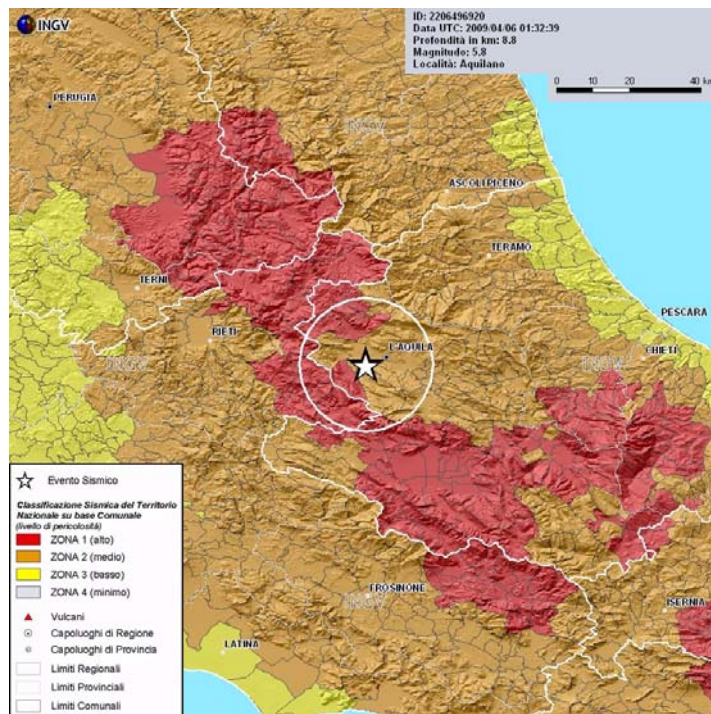 INGV
ID: 2206496920
Data UTC: 2009/04/06 01:32:39
Profondità in km: 8.8
Magnitudo: 5.8
Località: Aquilano
0 10 20 40 km
PERUGIA
INGV
ASCOLI PICENO
TERAMO
TERNI
PESCARA
RIETI
L'AQUILA
CHIETI
INGV
INGV
FROSINONE
INGV
ISERNIA
LATINA
Evento Sismico
Classificazione Sismica del Territorio
Nazionale su base Comunale
(livello di pericolosità)
ZONA 1 (alto)
ZONA 2 (medio)
ZONA 3 (basso)
ZONA 4 (minimo)
Vulcani
Capoluoghi di Regione
Capoluoghi di Provincia
Limiti Regionali
Limiti Provinciali
Limiti Comunali